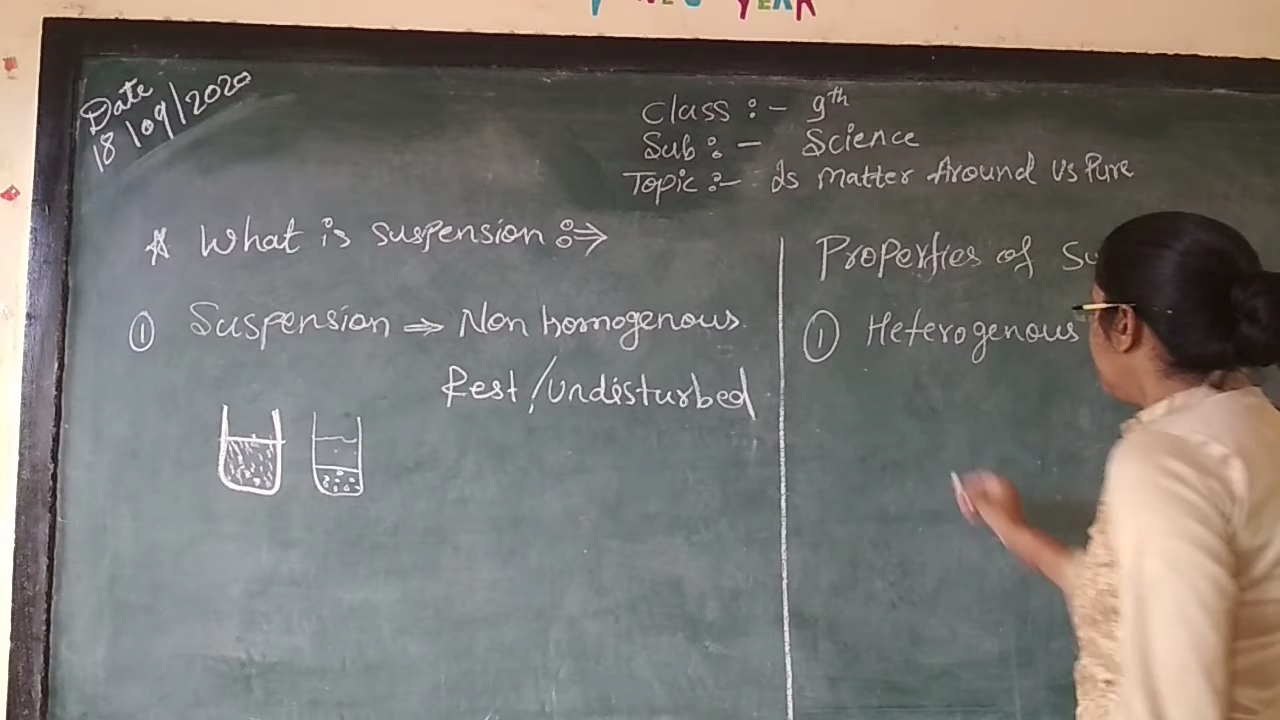 YEAR
Date
18/09/2020
Class :- 9th
Sub :- Science
Topic :- Is Matter Around Us Pure
* What is suspension :⇒
① Suspension ⇒ Non homogenous
Rest/Undisturbed
Properties of
① Heterogenous